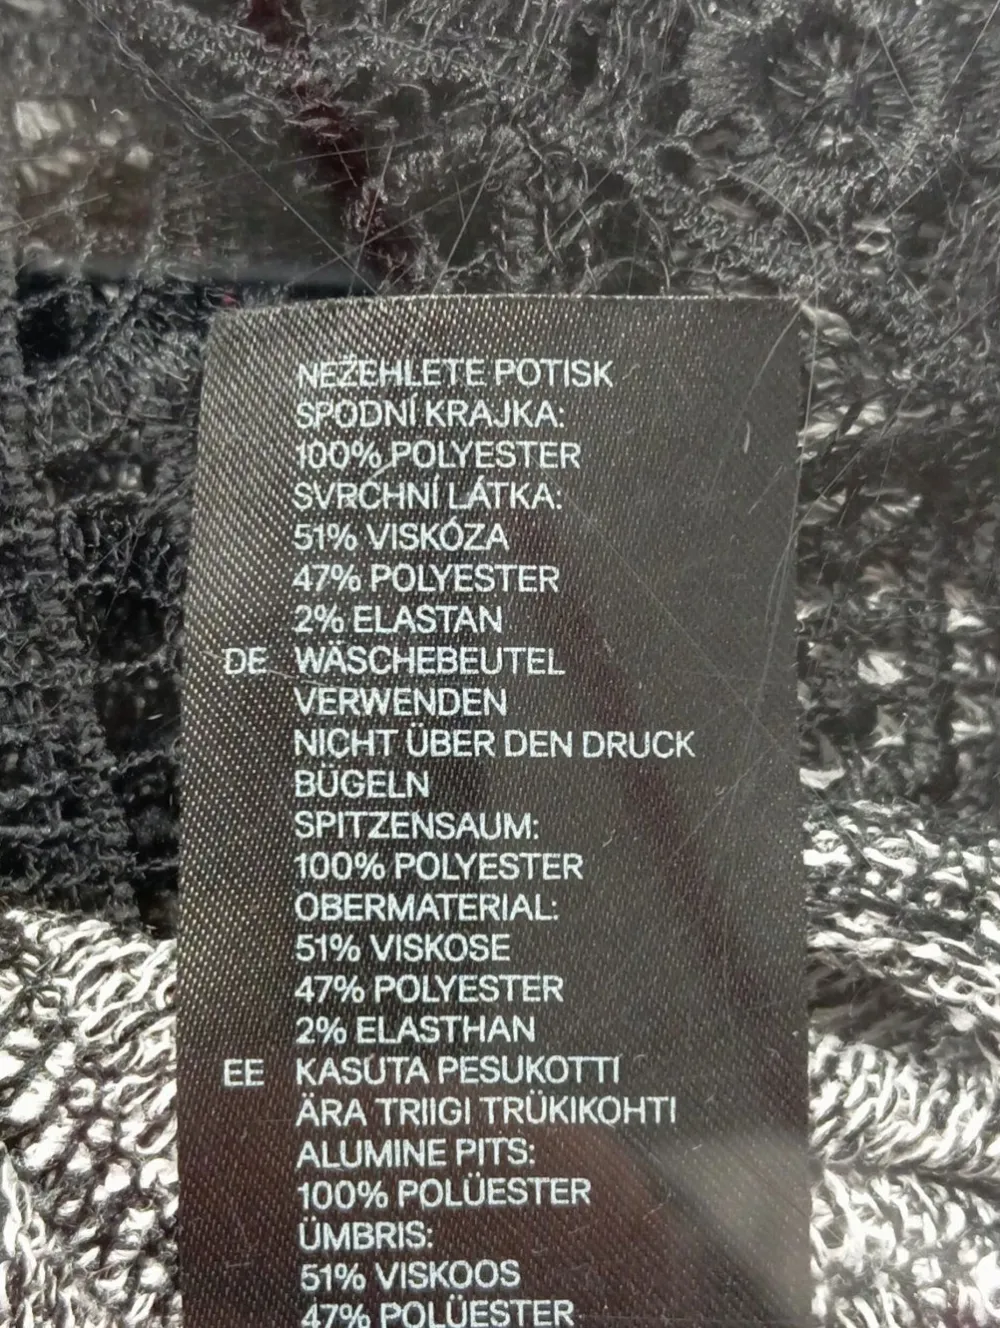 NEŽEHLETE POTISK
SPODNÍ KRAJKA:
100% POLYESTER
SVRCHNÍ LÁTKA:
51% VISKÓZA
47% POLYESTER
2% ELASTAN
DE WÄSCHEBEUTEL
VERWENDEN
NICHT ÜBER DEN DRUCK
BÜGELN
SPITZENSAUM:
100% POLYESTER
OBERMATERIAL:
51% VISKOSE
47% POLYESTER
2% ELASTHAN
EE KASUTA PESUKOTTI
ÄRA TRIIGI TRÜKIKOHTI
ALUMINE PITS:
100% POLÜESTER
ÜMBRIS:
51% VISKOOS
47% POLÜESTER